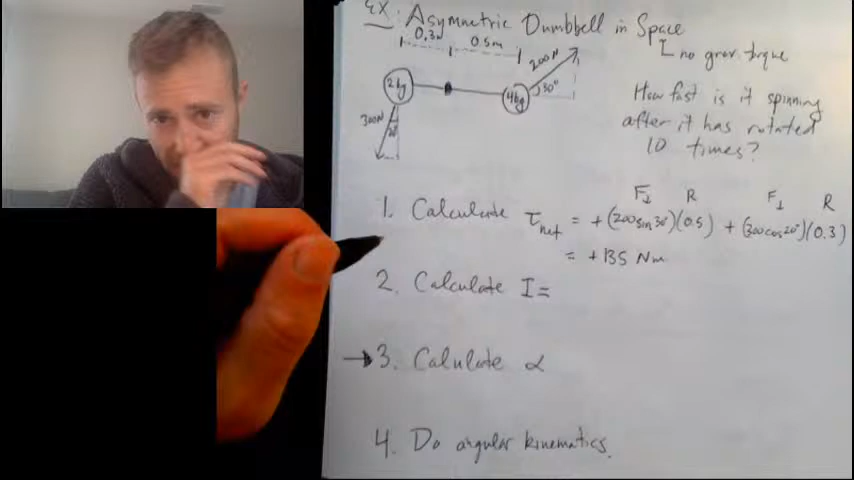 EX: Asymmetric Dumbbell in Space
no grav. torque
0.3m 0.5m
200N
30°
2kg
4kg
300N
20°
How fast is it spinning
after it has rotated
10 times?
F⊥ R F⊥ R
1. Calculate τnet = +(200sin30°)(0.5) + (300cos20°)(0.3)
= +135 Nm
2. Calculate I=
→3. Calulate α
4. Do angular kinematics.